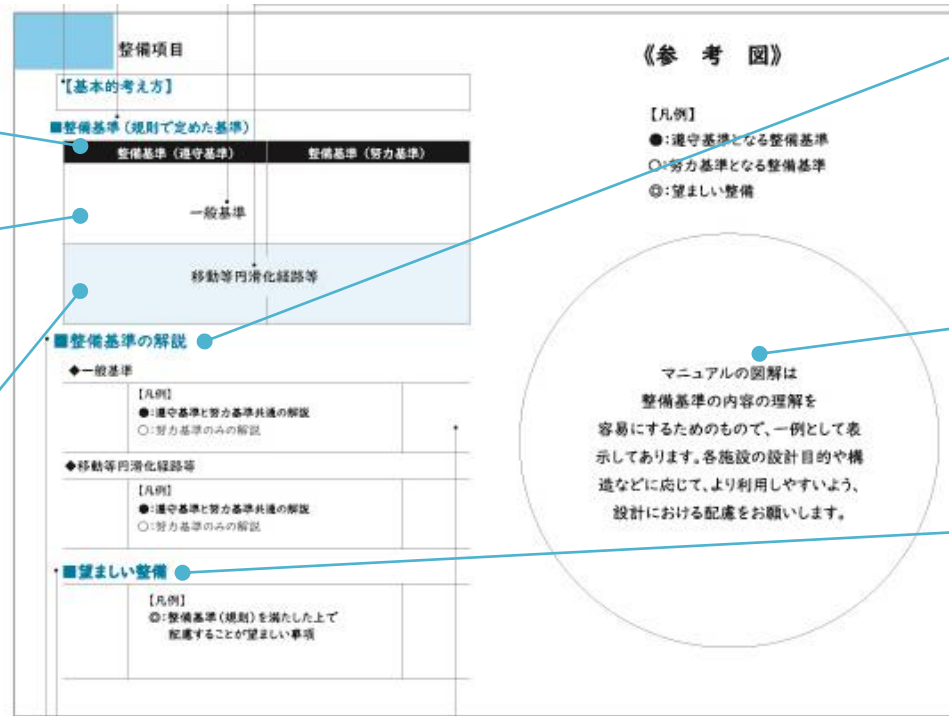 整備項目
【基本的考え方】
■整備基準（規則で定めた基準）
整備基準（遵守基準） 整備基準（努力基準）
一般基準
移動等円滑化経路等
■整備基準の解説
◆一般基準
【凡例】
●:遵守基準と努力基準共通の解説
○:努力基準のみの解説
◆移動等円滑化経路等
【凡例】
●:遵守基準と努力基準共通の解説
○:努力基準のみの解説
■望ましい整備
【凡例】
◎:整備基準（規則）を満たした上で
配慮することが望ましい事項
《参 考 図》
【凡例】
●:遵守基準となる整備基準
○:努力基準となる整備基準
◎:望ましい整備
マニュアルの図解は
整備基準の内容の理解を
容易にするためのもので、一例として表
示してあります。各施設の設計目的や構
造などに応じて、より利用しやすいよう、
設計における配慮をお願いします。